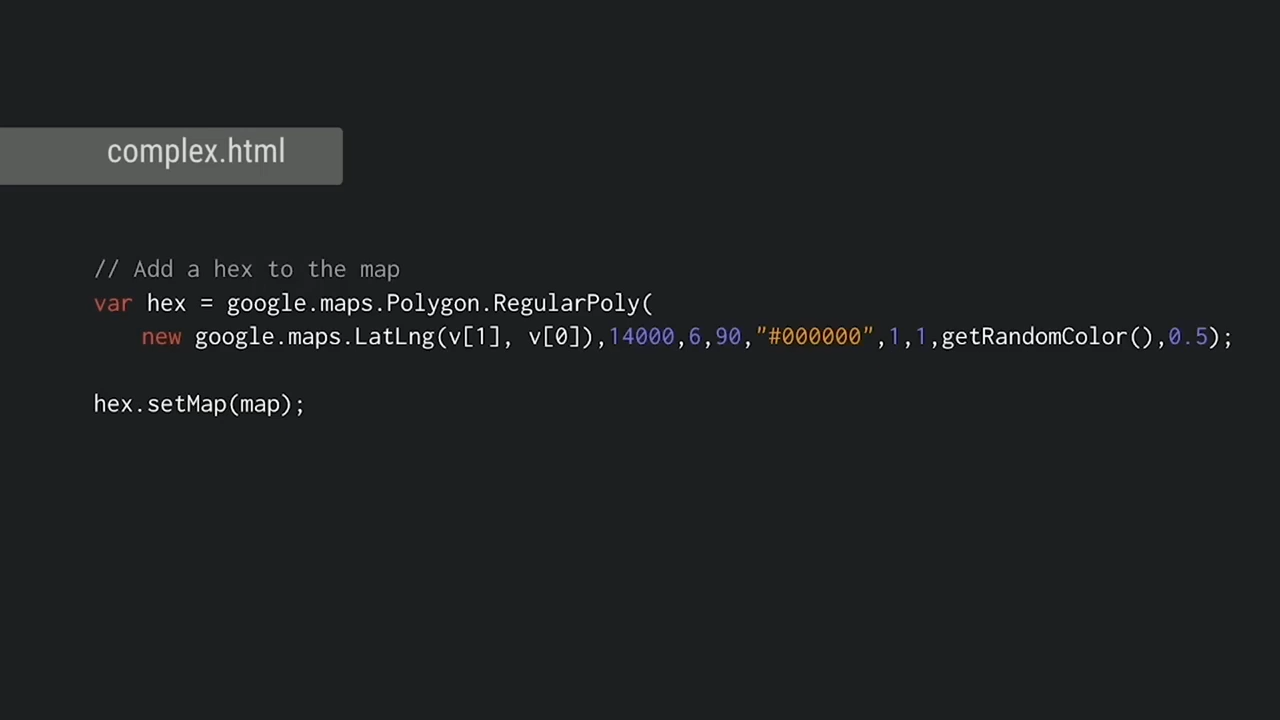 complex.html
// Add a hex to the map
var hex = google.maps.Polygon.RegularPoly(
new google.maps.LatLng(v[1], v[0]),14000,6,90,"#000000",1,1,getRandomColor(),0.5);
hex.setMap(map);